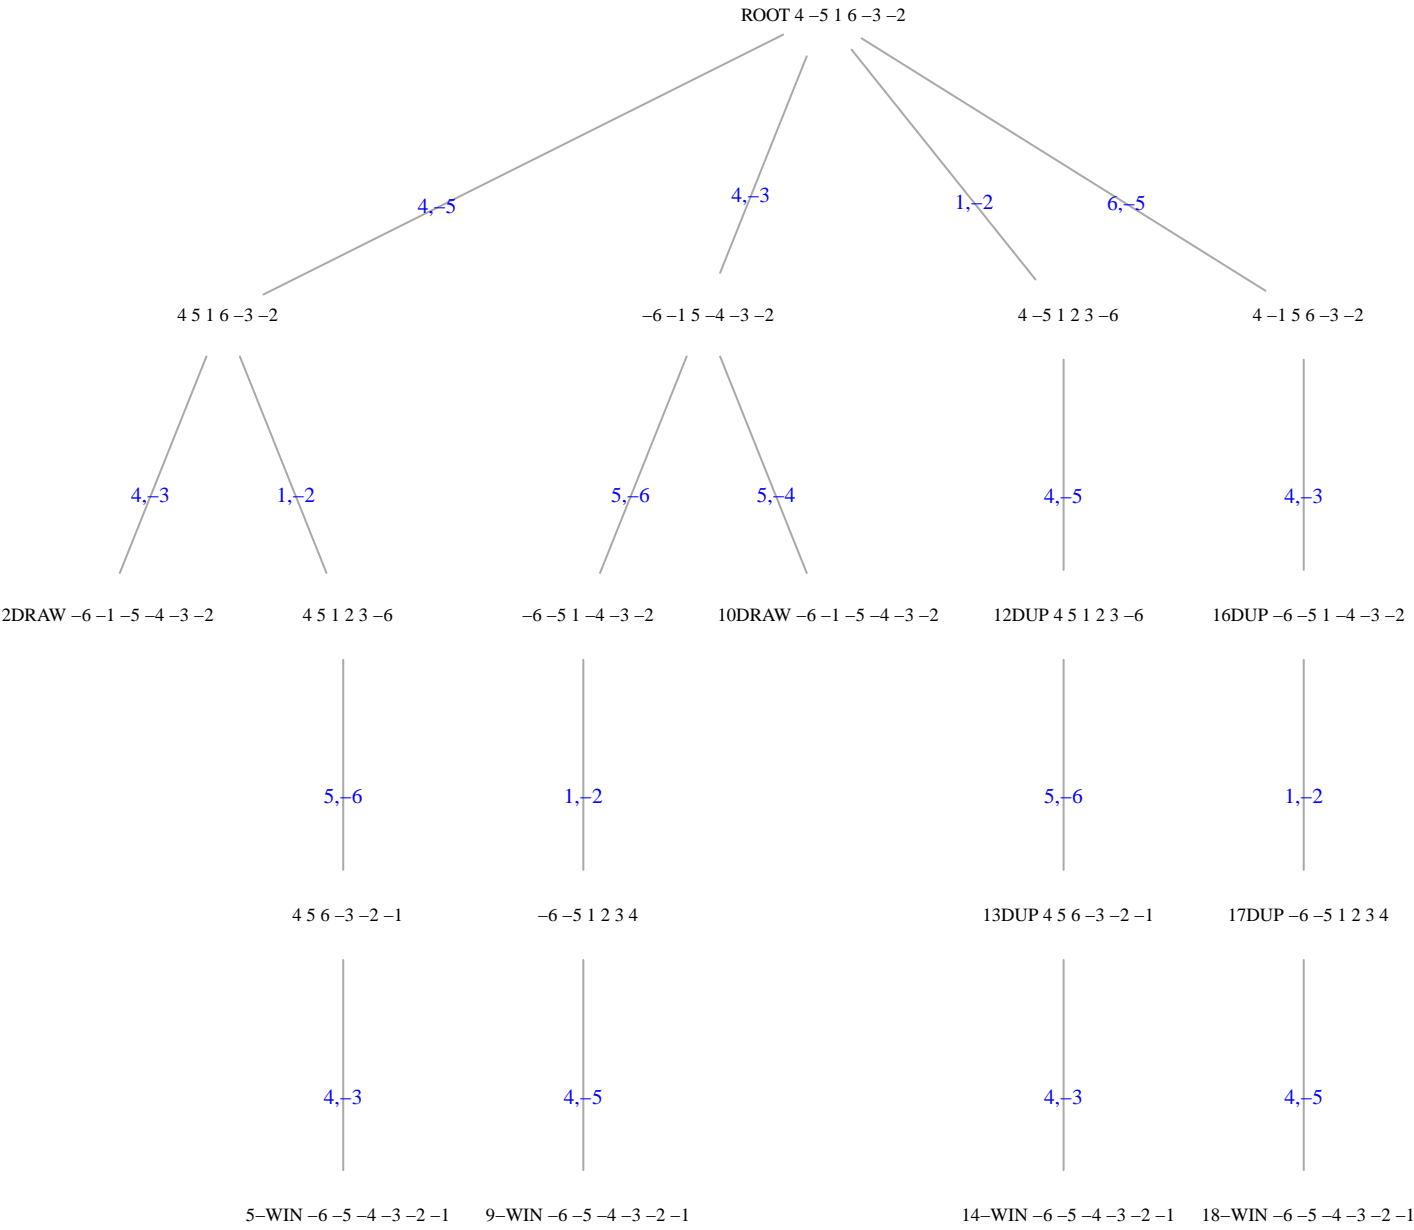 ROOT 4 –5 1 6 –3 –2
4,–5
4,–3
1,–2
6,–5
4 5 1 6 –3 –2
–6 –1 5 –4 –3 –2
4 –5 1 2 3 –6
4 –1 5 6 –3 –2
4,–3
1,–2
5,–6
5,–4
4,–5
4,–3
2DRAW –6 –1 –5 –4 –3 –2
4 5 1 2 3 –6
–6 –5 1 –4 –3 –2
10DRAW –6 –1 –5 –4 –3 –2
12DUP 4 5 1 2 3 –6
16DUP –6 –5 1 –4 –3 –2
5,–6
1,–2
5,–6
1,–2
4 5 6 –3 –2 –1
–6 –5 1 2 3 4
13DUP 4 5 6 –3 –2 –1
17DUP –6 –5 1 2 3 4
4,–3
4,–5
4,–3
4,–5
5–WIN –6 –5 –4 –3 –2 –1
9–WIN –6 –5 –4 –3 –2 –1
14–WIN –6 –5 –4 –3 –2 –1
18–WIN –6 –5 –4 –3 –2 –1